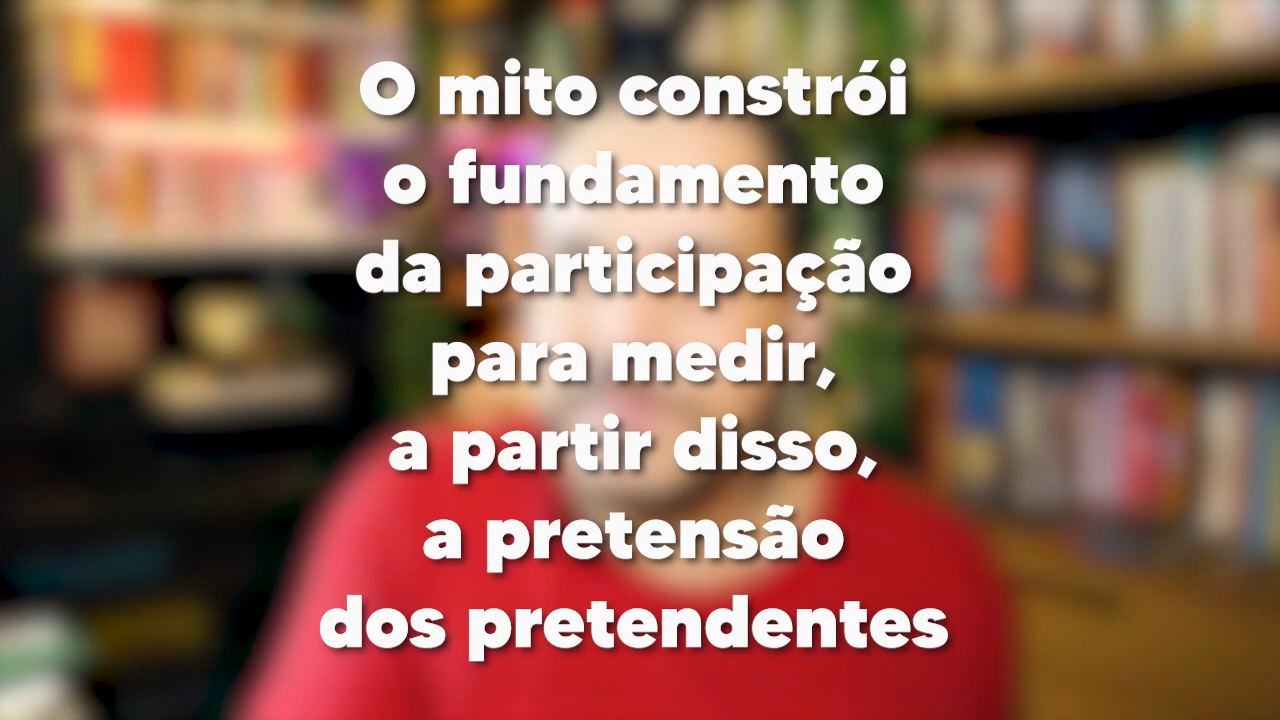 O mito constrói
o fundamento
da participação
para medir,
a partir disso,
a pretensão
dos pretendentes